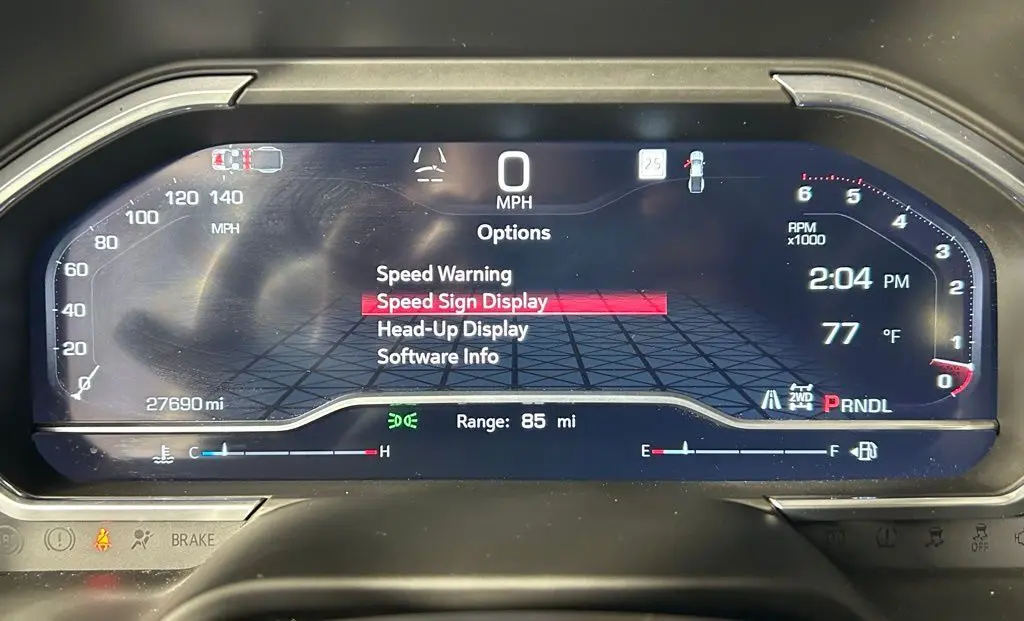 0
MPH
25
120 140
100
MPH
80
60
40
20
0
6 5
4
RPM
x1000
3
2
1
0
Options
Speed Warning
Speed Sign Display
Head-Up Display
Software Info
2:04 PM
77 °F
27690 mi
2WD
PRNDL
Range: 85 mi
C H
E F
BRAKE
OFF